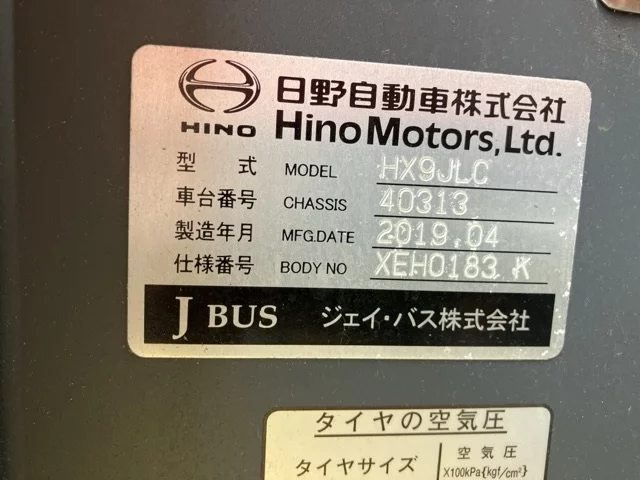 日野自動車株式会社
HINO Hino Motors, Ltd.
型 式 MODEL HX9JLC
車台番号 CHASSIS 40313
製造年月 MFG.DATE 2019.04
仕様番号 BODY NO XEH0183 K
J BUS ジェイ・バス株式会社
タイヤの空気圧
タイヤサイズ 空気圧
X100kPa{kgf/cm²}